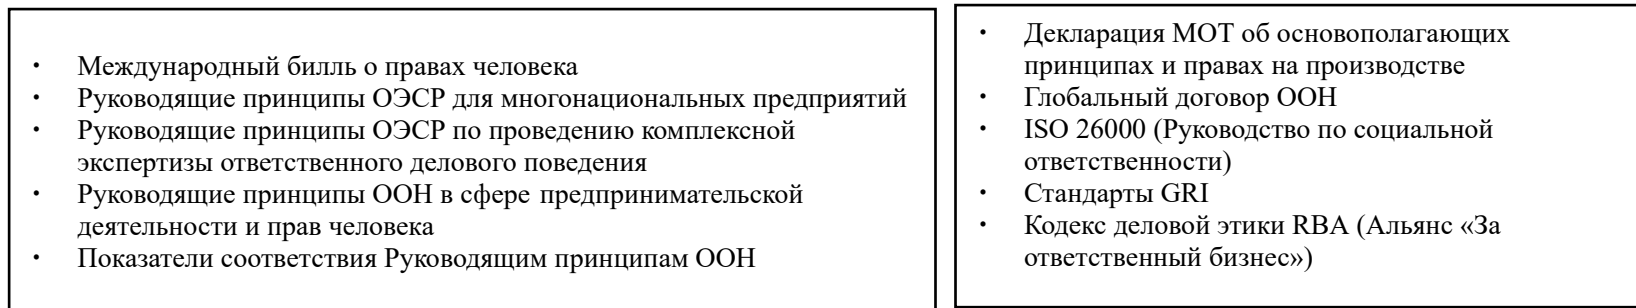 · Международный билль о правах человека
· Руководящие принципы ОЭСР для многонациональных предприятий
· Руководящие принципы ОЭСР по проведению комплексной
экспертизы ответственного делового поведения
· Руководящие принципы ООН в сфере предпринимательской
деятельности и прав человека
· Показатели соответствия Руководящим принципам ООН
· Декларация МОТ об основополагающих
принципах и правах на производстве
· Глобальный договор ООН
· ISO 26000 (Руководство по социальной
ответственности)
· Стандарты GRI
· Кодекс деловой этики RBA (Альянс «За
ответственный бизнес»)